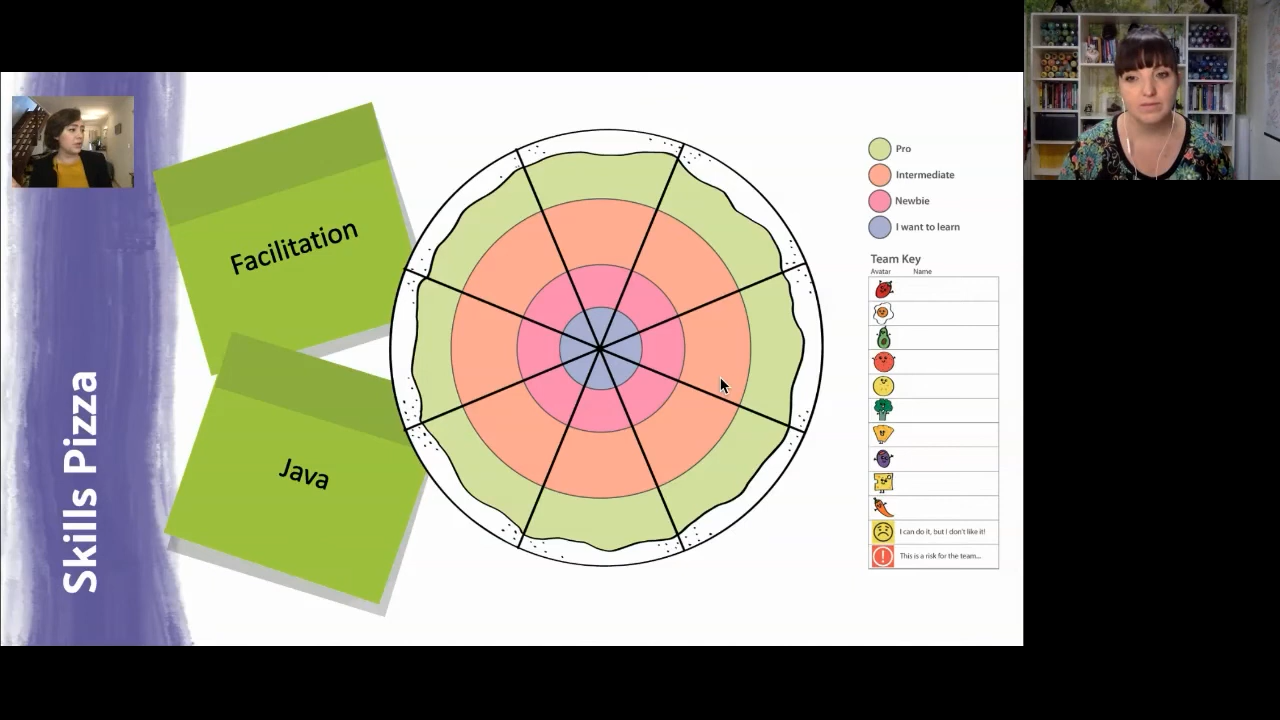 Skills Pizza
Facilitation
Java
Pro
Intermediate
Newbie
I want to learn
Team Key
Avatar Name
I can do it, but I don't like it!
This is a risk for the team...